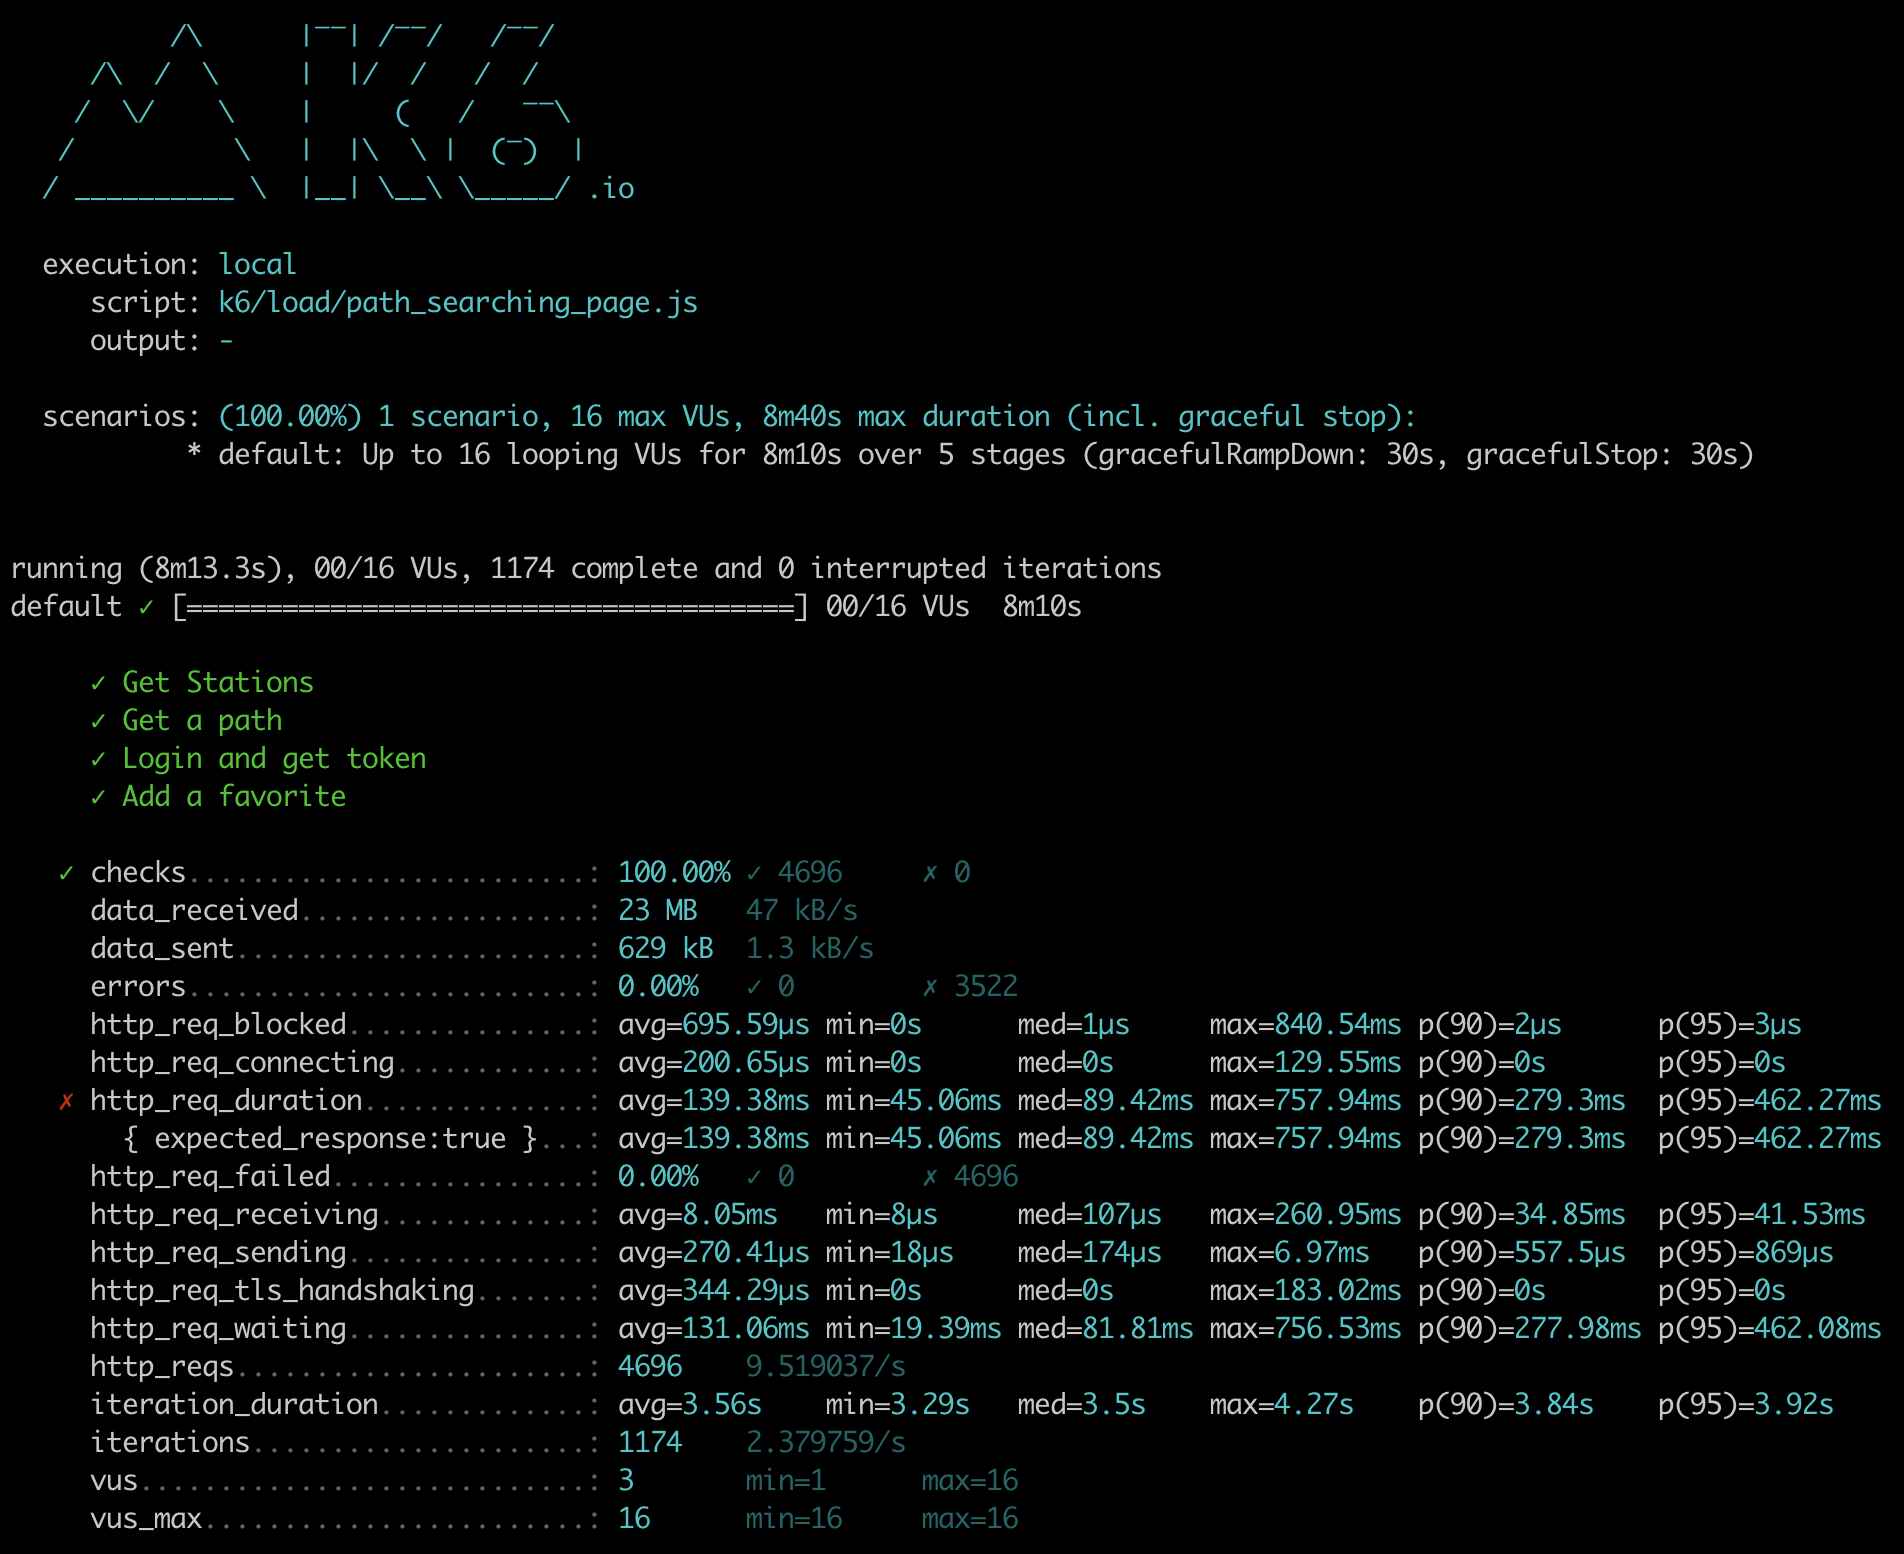 /\      |‾‾| /‾‾/   /‾‾/
     /\  /  \     |  |/  /   /  /
    /  \/    \    |     (   /   ‾‾\
   /          \   |  |\  \ |  (‾)  |
  / __________ \  |__| \__\ \_____/ .io
  execution: local
     script: k6/load/path_searching_page.js
     output: -
  scenarios: (100.00%) 1 scenario, 16 max VUs, 8m40s max duration (incl. graceful stop):
           * default: Up to 16 looping VUs for 8m10s over 5 stages (gracefulRampDown: 30s, gracefulStop: 30s)
running (8m13.3s), 00/16 VUs, 1174 complete and 0 interrupted iterations
default ✓ [======================================] 00/16 VUs  8m10s
     ✓ Get Stations
     ✓ Get a path
     ✓ Login and get token
     ✓ Add a favorite
   ✓ checks.........................: 100.00% ✓ 4696     ✗ 0
     data_received..................: 23 MB   47 kB/s
     data_sent......................: 629 kB  1.3 kB/s
     errors.........................: 0.00%   ✓ 0        ✗ 3522
     http_req_blocked...............: avg=695.59µs min=0s      med=1µs     max=840.54ms p(90)=2µs      p(95)=3µs
     http_req_connecting............: avg=200.65µs min=0s      med=0s      max=129.55ms p(90)=0s       p(95)=0s
   ✗ http_req_duration..............: avg=139.38ms min=45.06ms med=89.42ms max=757.94ms p(90)=279.3ms  p(95)=462.27ms
       { expected_response:true }...: avg=139.38ms min=45.06ms med=89.42ms max=757.94ms p(90)=279.3ms  p(95)=462.27ms
     http_req_failed................: 0.00%   ✓ 0        ✗ 4696
     http_req_receiving.............: avg=8.05ms   min=8µs     med=107µs   max=260.95ms p(90)=34.85ms  p(95)=41.53ms
     http_req_sending...............: avg=270.41µs min=18µs    med=174µs   max=6.97ms   p(90)=557.5µs  p(95)=869µs
     http_req_tls_handshaking.......: avg=344.29µs min=0s      med=0s      max=183.02ms p(90)=0s       p(95)=0s
     http_req_waiting...............: avg=131.06ms min=19.39ms med=81.81ms max=756.53ms p(90)=277.98ms p(95)=462.08ms
     http_reqs......................: 4696    9.519037/s
     iteration_duration.............: avg=3.56s    min=3.29s   med=3.5s    max=4.27s    p(90)=3.84s    p(95)=3.92s
     iterations.....................: 1174    2.379759/s
     vus............................: 3       min=1      max=16
     vus_max........................: 16      min=16     max=16